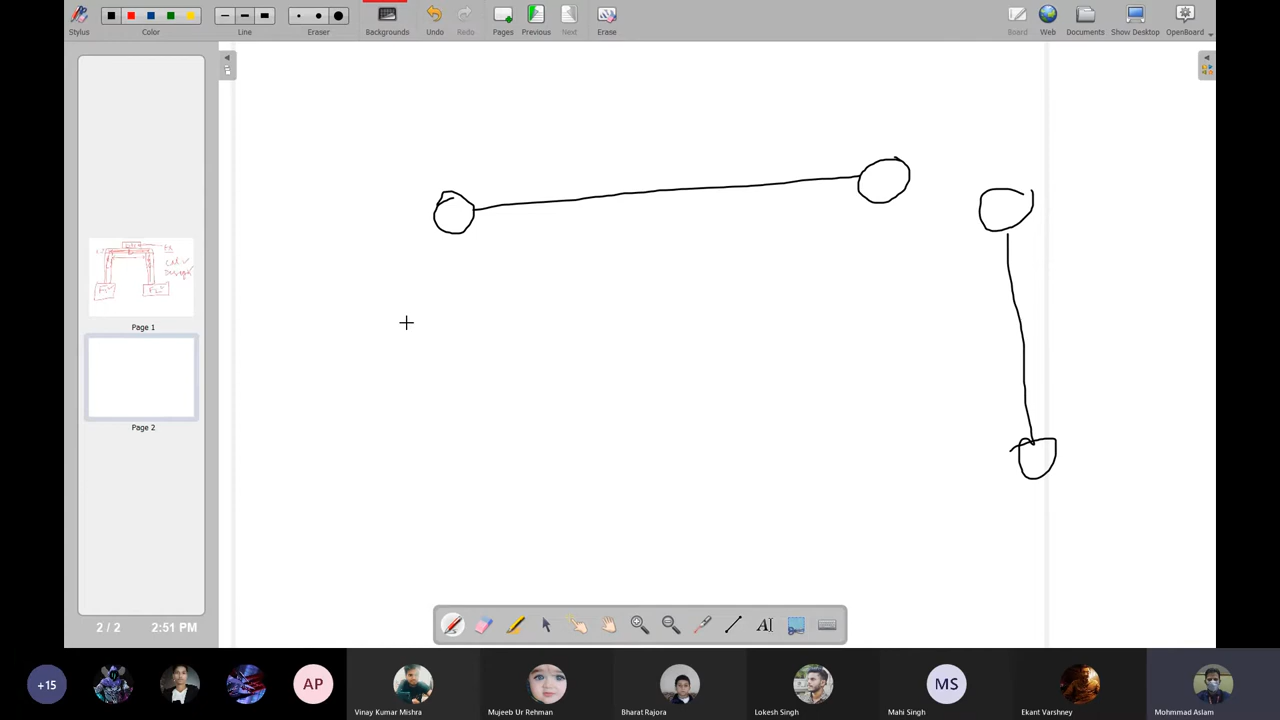 Stylus
Color
Line
Eraser
Backgrounds
Undo
Redo
Pages
Previous
Next
Erase
Board
Web
Documents
Show Desktop
OpenBoard
Page 1
Page 2
2 / 2
2:51 PM
+15
AP
Vinay Kumar Mishra
Mujeeb Ur Rehman
Bharat Rajora
Lokesh Singh
MS
Mahi Singh
Ekant Varshney
Mohmmad Aslam